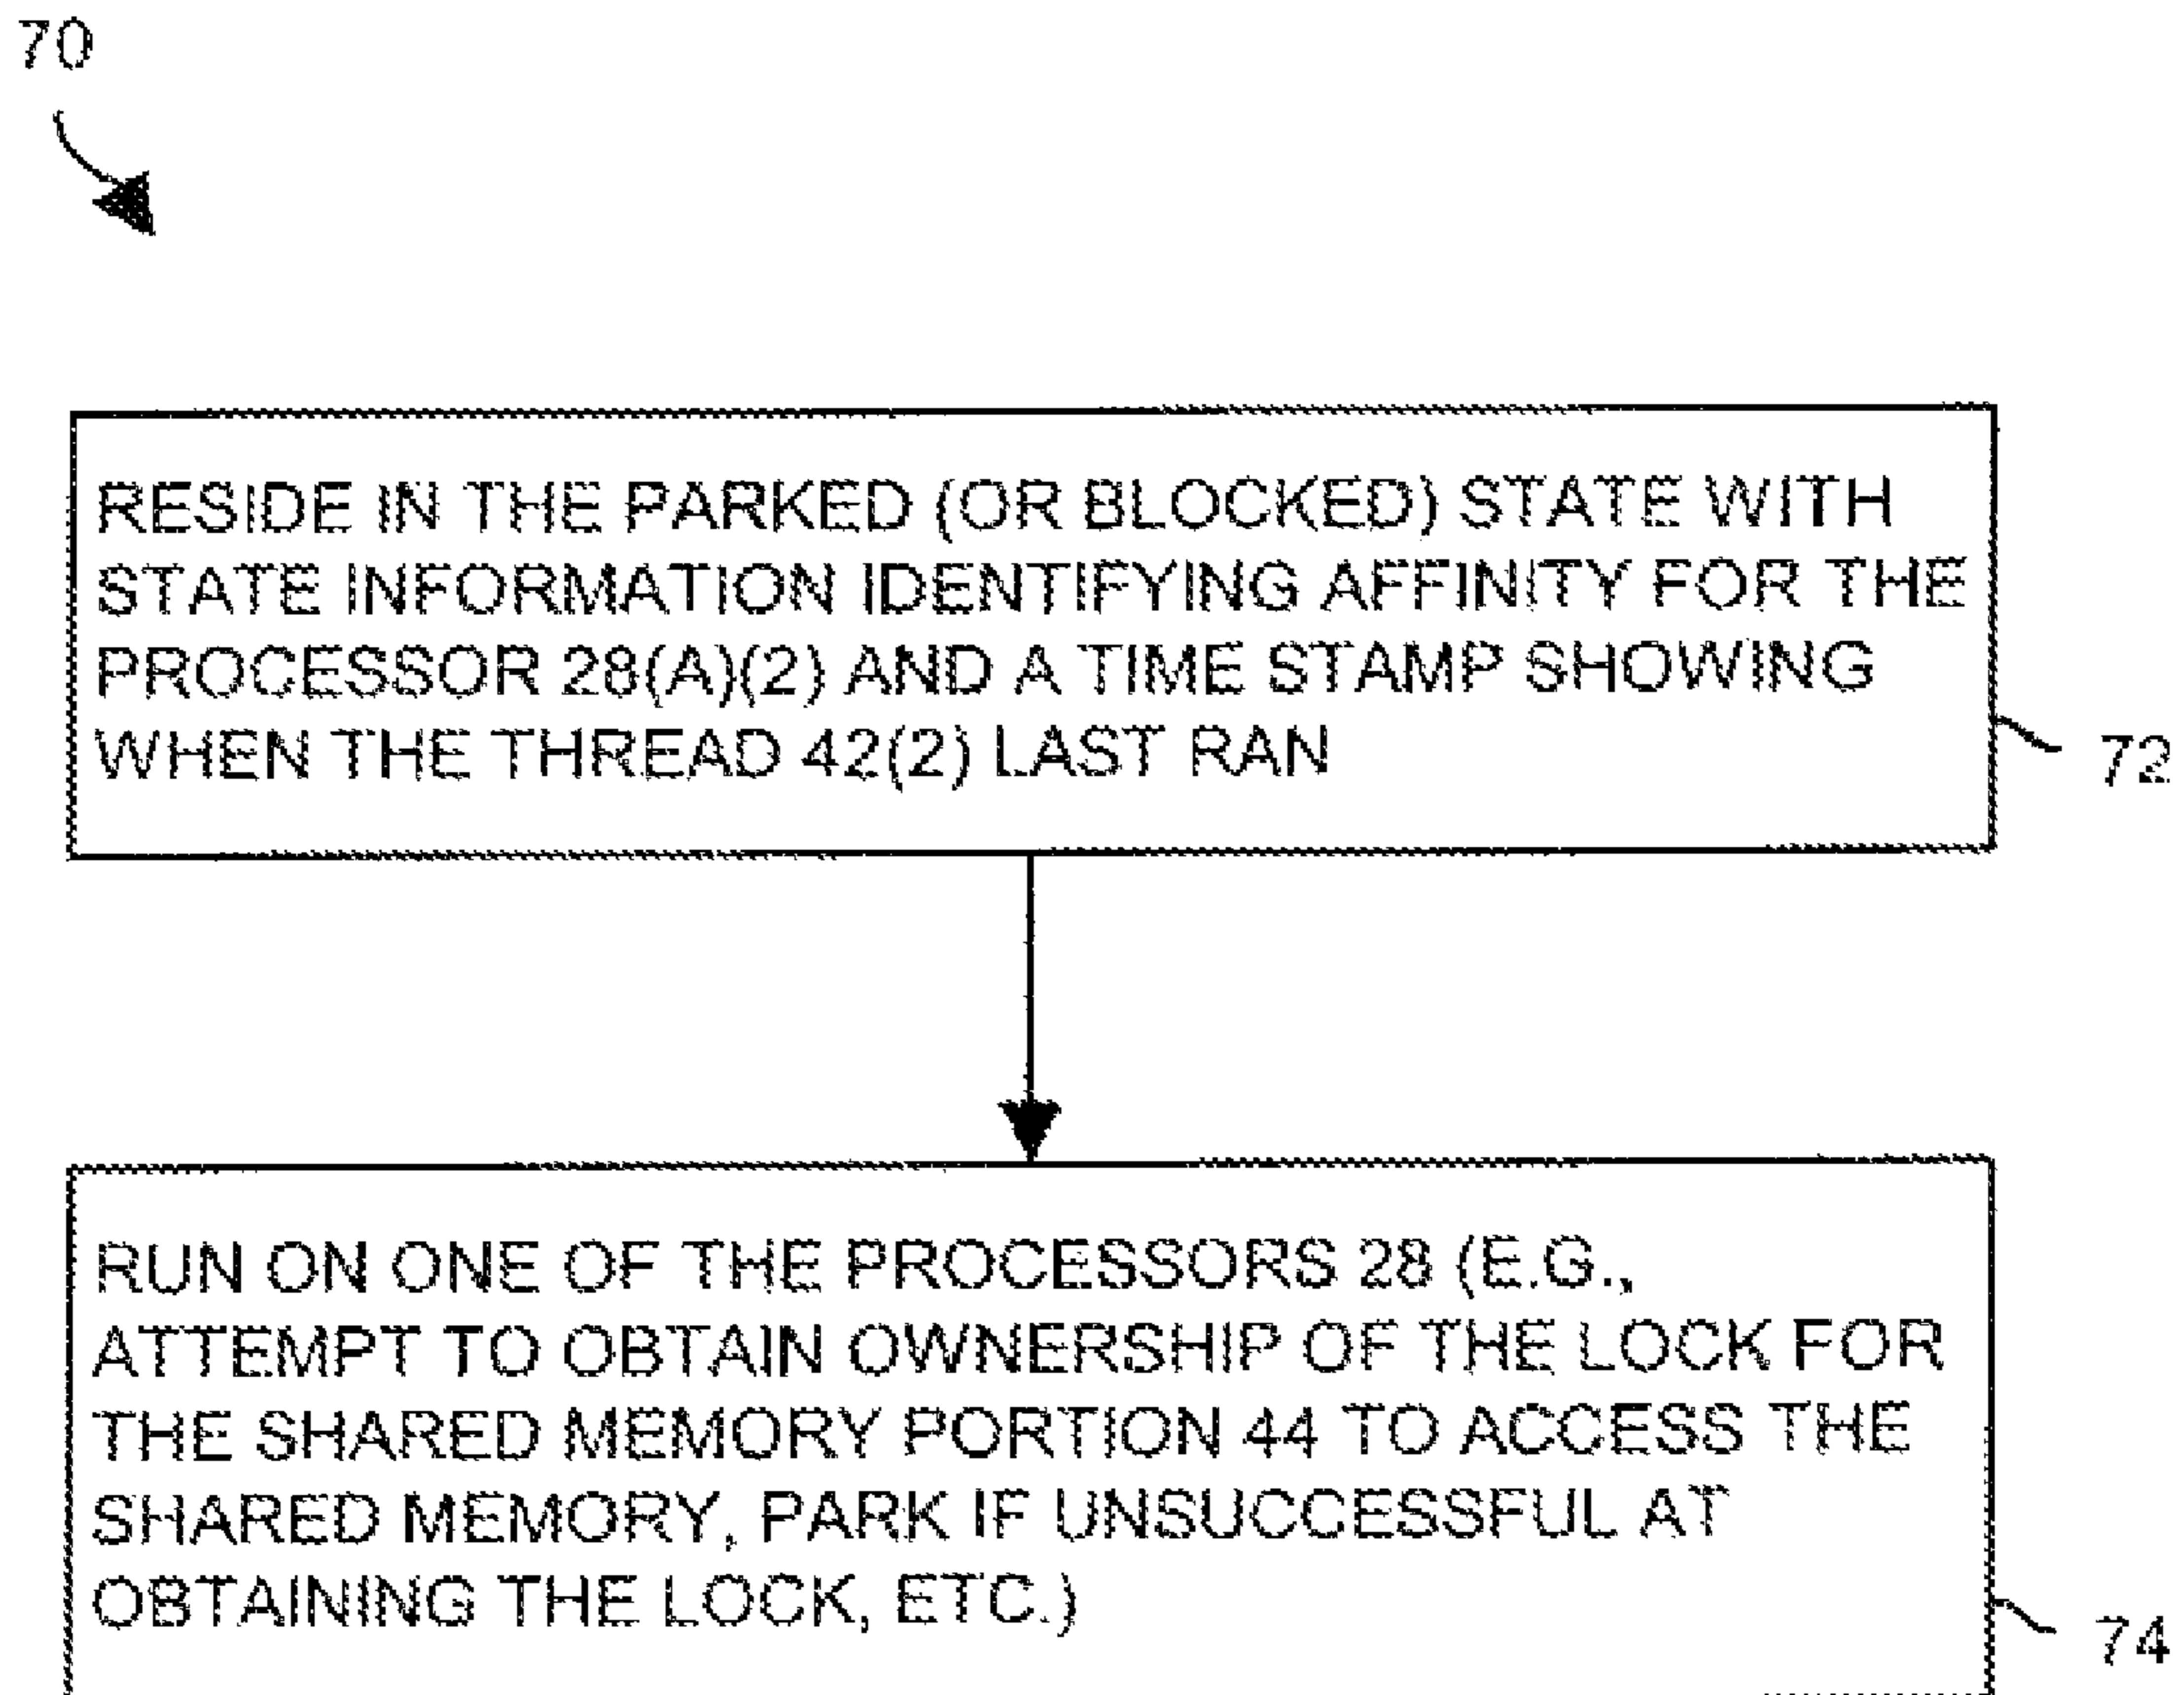 70
RESIDE IN THE PARKED (OR BLOCKED) STATE WITH
STATE INFORMATION IDENTIFYING AFFINITY FOR THE
PROCESSOR 28(A)(2) AND A TIME STAMP SHOWING
WHEN THE THREAD 42(2) LAST RAN
72
RUN ON ONE OF THE PROCESSORS 28 (E.G.,
ATTEMPT TO OBTAIN OWNERSHIP OF THE LOCK FOR
THE SHARED MEMORY PORTION 44 TO ACCESS THE
SHARED MEMORY, PARK IF UNSUCCESSFUL AT
OBTAINING THE LOCK, ETC.)
74